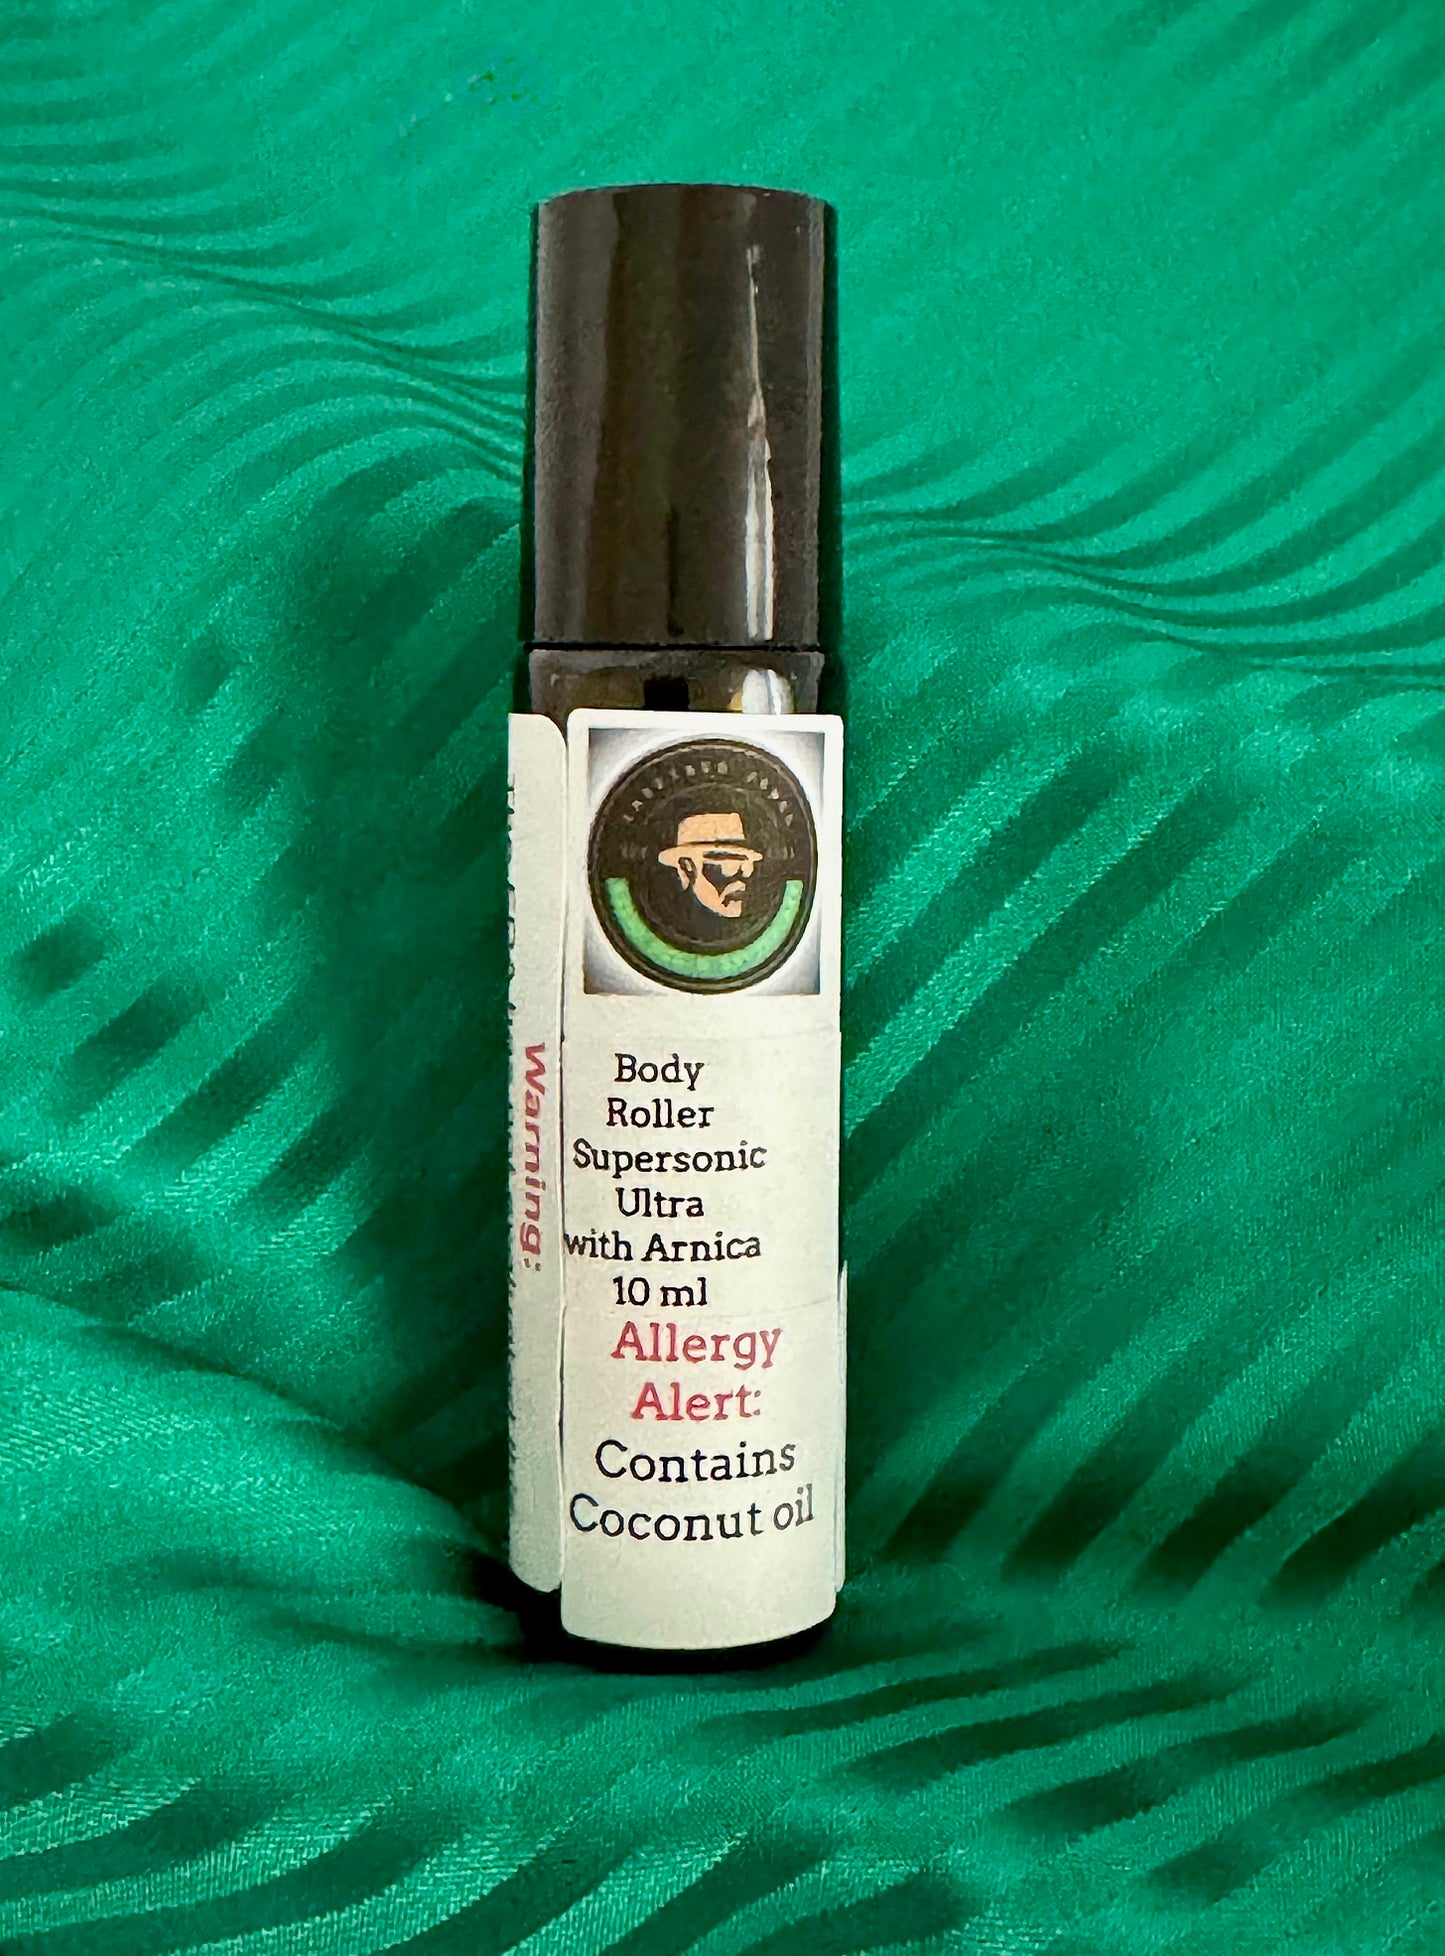 Body
Roller
Supersonic
Ultra
with Arnica
10 ml
Allergy
Alert:
Contains
Coconut oil
Warning: